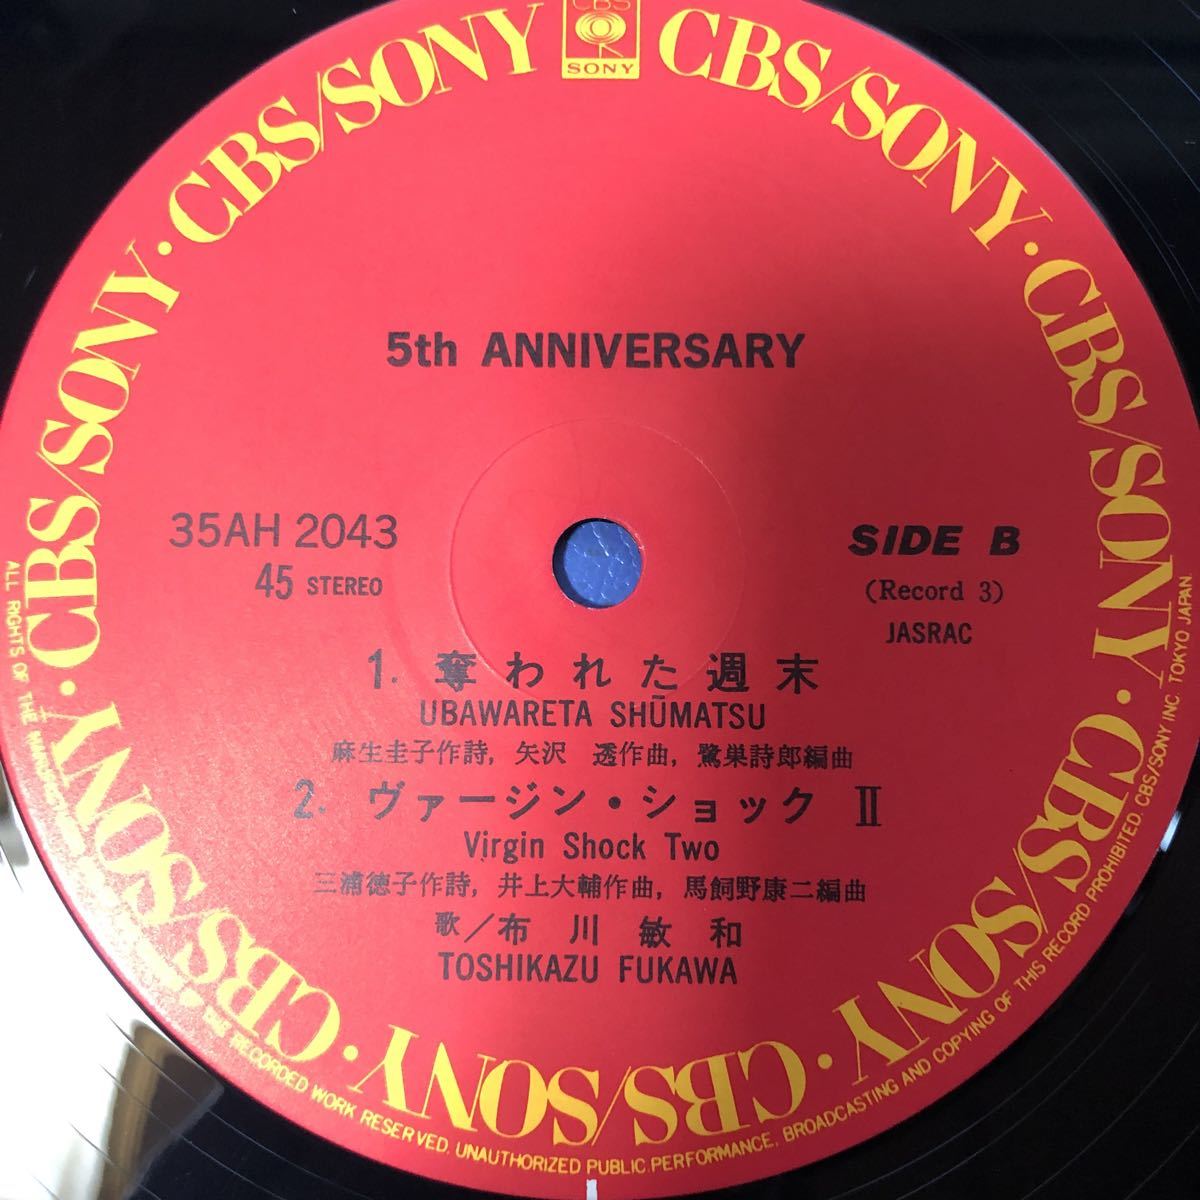 CBS
SONY
CBS/SONY · CBS/SONY · CBS/SONY · CBS/SONY · CBS/SONY · CBS/SONY · CBS/SONY · CBS/SONY · CBS/SONY
5th ANNIVERSARY
35AH 2043
45 STEREO
SIDE B
(Record 3)
JASRAC
1. 奪われた週末
UBAWARETA SHŪMATSU
麻生圭子作詩, 矢沢 透作曲, 鷺巣詩郎編曲
2. ヴァージン・ショック Ⅱ
Virgin Shock Two
三浦徳子作詩, 井上大輔作曲, 馬飼野康二編曲
歌／布川敏和
TOSHIKAZU FUKAWA
ALL RIGHTS OF THE RECORDED WORK RESERVED. UNAUTHORIZED PUBLIC PERFORMANCE, BROADCASTING AND COPYING OF THIS RECORD PROHIBITED. CBS/SONY INC. TOKYO JAPAN